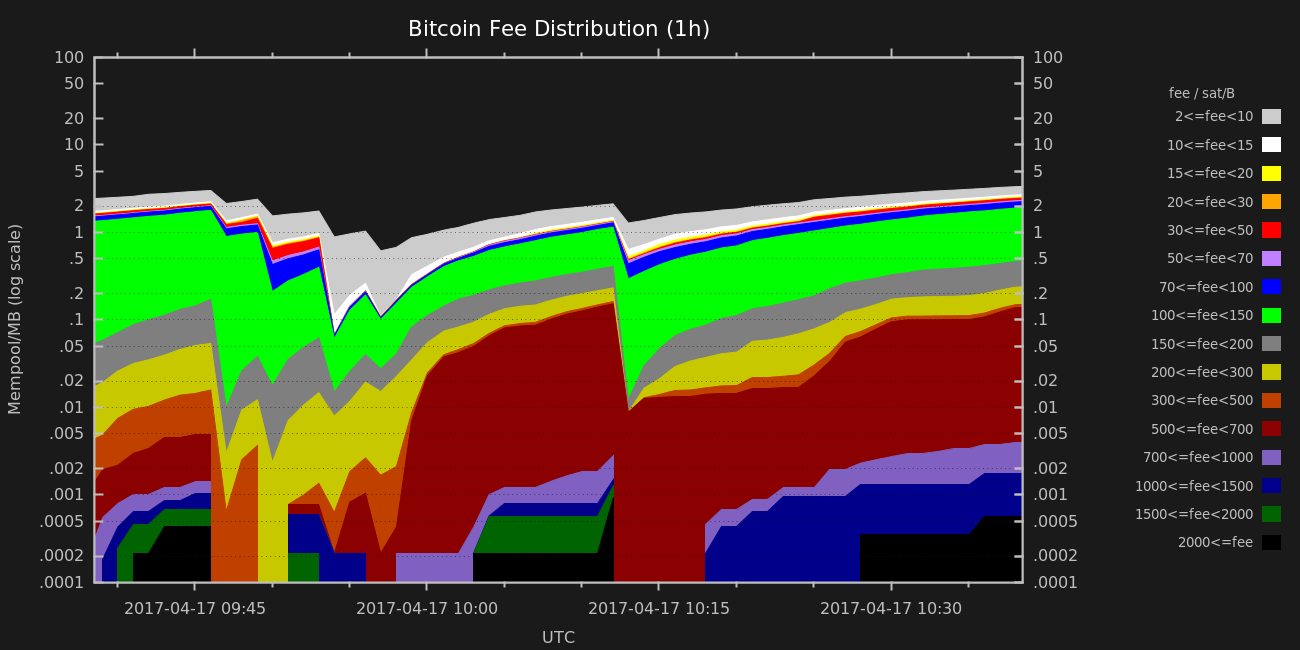 Bitcoin Fee Distribution (1h)
100
50
20
10
5
2
1
.5
.2
.1
.05
.02
.01
.005
.002
.001
.0005
.0002
.0001
Mempool/MB (log scale)
2017-04-17 09:45
2017-04-17 10:00
2017-04-17 10:15
2017-04-17 10:30
UTC
100
50
20
10
5
2
1
.5
.2
.1
.05
.02
.01
.005
.002
.001
.0005
.0002
.0001
fee / sat/B
2<=fee<10
10<=fee<15
15<=fee<20
20<=fee<30
30<=fee<50
50<=fee<70
70<=fee<100
100<=fee<150
150<=fee<200
200<=fee<300
300<=fee<500
500<=fee<700
700<=fee<1000
1000<=fee<1500
1500<=fee<2000
2000<=fee